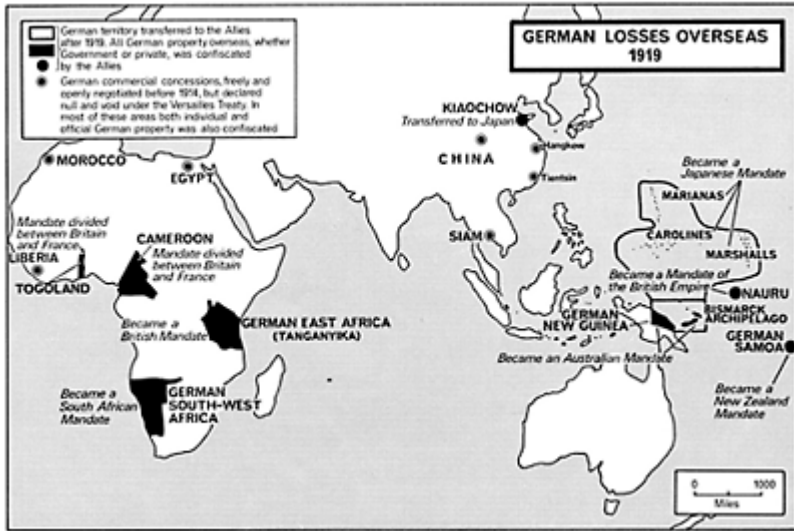 German territory transferred to the Allies
after 1919. All German property overseas, whether
Government or private, was confiscated
by the Allies
German commercial concessions, freely and
openly negotiated before 1914, but declared
null and void under the Versailles Treaty. In
most of these areas both individual and
official German property was also confiscated
GERMAN LOSSES OVERSEAS
1919
KIAOCHOW
Transferred to Japan
CHINA
Hangkow
Tientsin
MOROCCO
EGYPT
SIAM
Became a
Japanese Mandate
MARIANAS
CAROLINES
MARSHALLS
Mandate divided
between Britain
and France
LIBERIA
TOGOLAND
CAMEROON
Mandate divided
between Britain
and France
Became a Mandate of
the British Empire
NAURU
BISMARCK
ARCHIPELAGO
GERMAN
NEW GUINEA
GERMAN
SAMOA
Became an Australian Mandate
Became a
New Zealand
Mandate
Became a
British Mandate
GERMAN EAST AFRICA
(TANGANYIKA)
Became a
South African
Mandate
GERMAN
SOUTH-WEST
AFRICA
0 1000
Miles